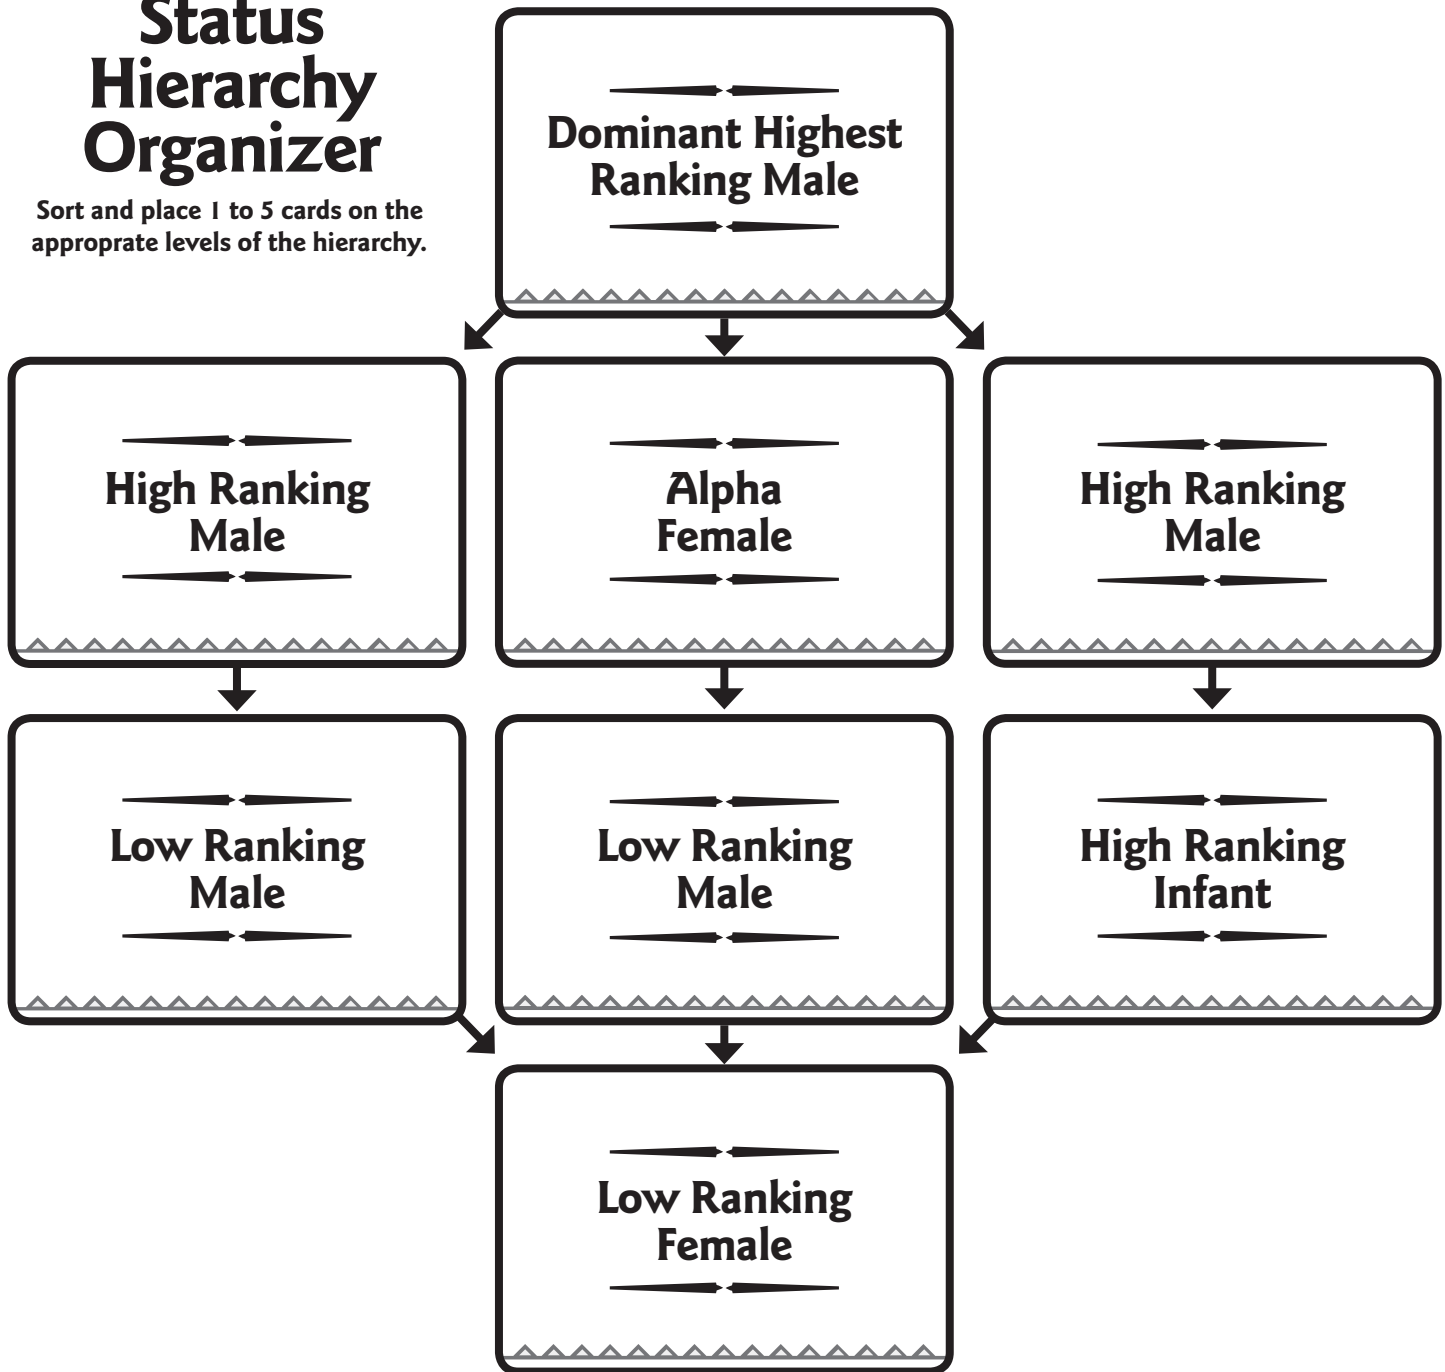 Status
Hierarchy
Organizer
Sort and place 1 to 5 cards on the
approprate levels of the hierarchy.
Dominant Highest
Ranking Male
High Ranking
Male
Alpha
Female
High Ranking
Male
Low Ranking
Male
Low Ranking
Male
High Ranking
Infant
Low Ranking
Female